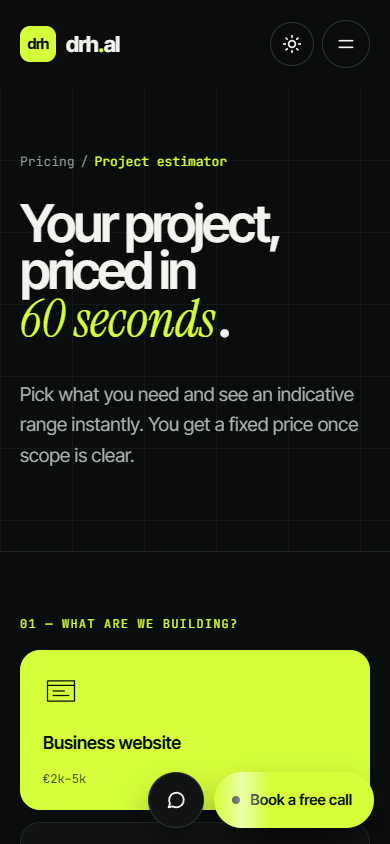 drh drh.al
Pricing / Project estimator
Your project,
priced in
60 seconds.
Pick what you need and see an indicative
range instantly. You get a fixed price once
scope is clear.
01 — WHAT ARE WE BUILDING?
Business website
€2k–5k
Book a free call